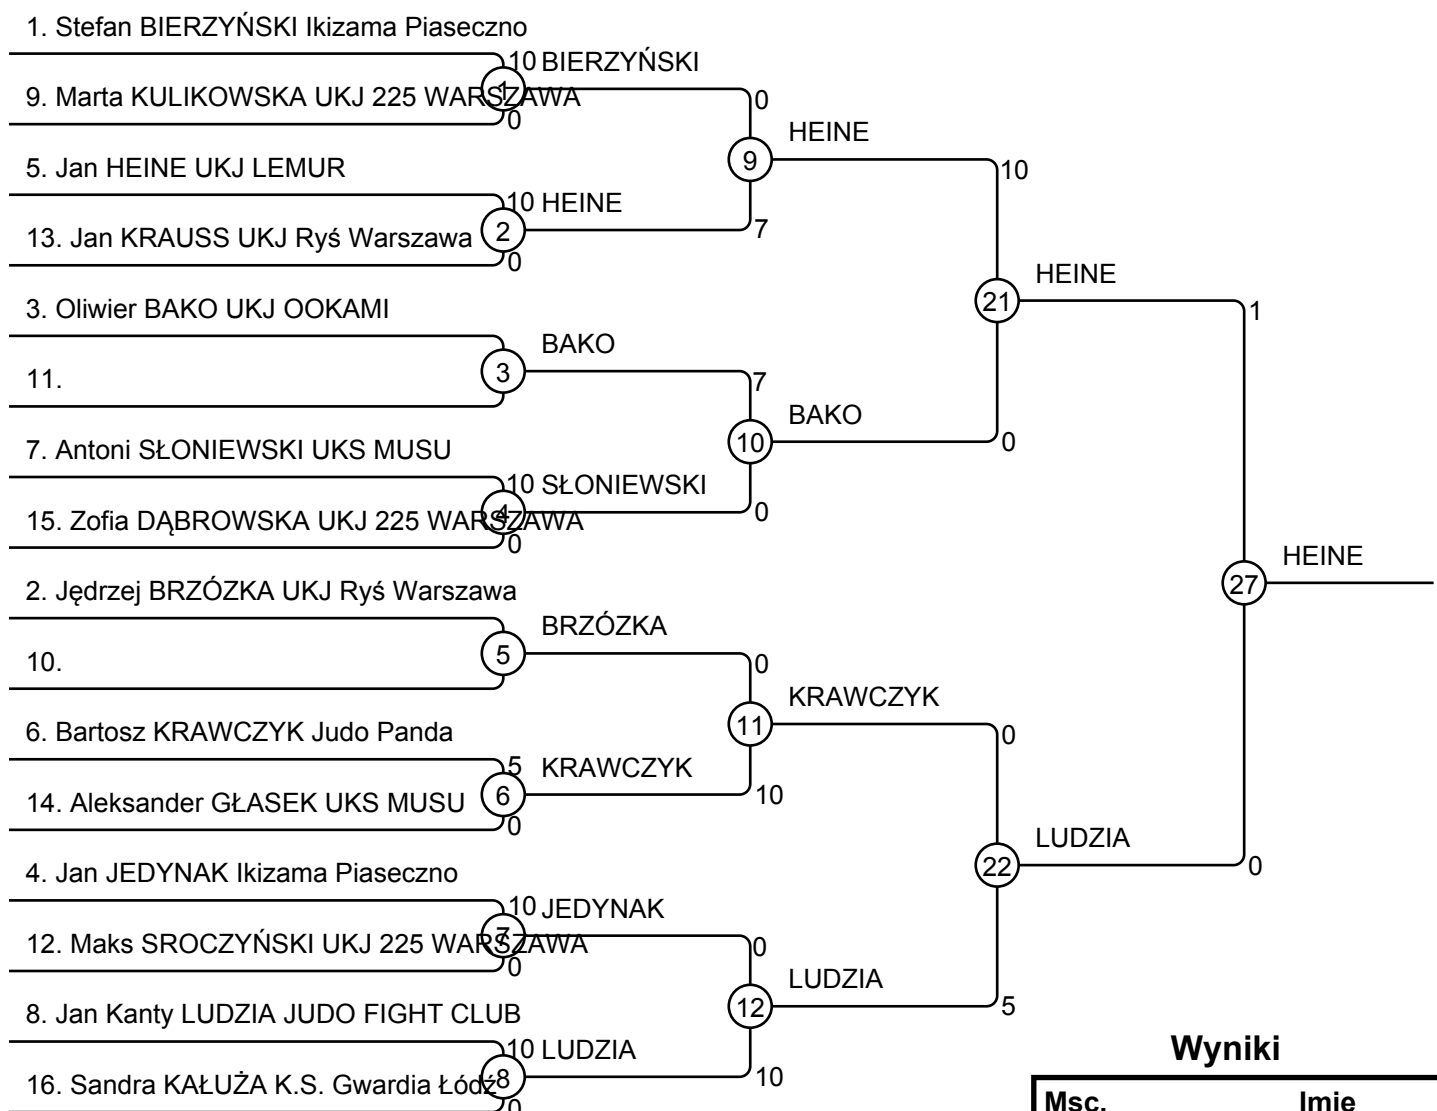 1. Stefan BIERZYŃSKI Ikizama Piaseczno
10 BIERZYŃSKI
1
9. Marta KULIKOWSKA UKJ 225 WARSZAWA
0
0
HEINE
9
10
5. Jan HEINE UKJ LEMUR
10 HEINE
2
7
13. Jan KRAUSS UKJ Ryś Warszawa
0
HEINE
21
1
3. Oliwier BAKO UKJ OOKAMI
BAKO
3
7
11.
BAKO
10
0
7. Antoni SŁONIEWSKI UKS MUSU
10 SŁONIEWSKI
4
0
15. Zofia DĄBROWSKA UKJ 225 WARSZAWA
0
HEINE
27
2. Jędrzej BRZÓZKA UKJ Ryś Warszawa
BRZÓZKA
5
0
10.
KRAWCZYK
11
0
6. Bartosz KRAWCZYK Judo Panda
5 KRAWCZYK
6
10
14. Aleksander GŁASEK UKS MUSU
0
LUDZIA
22
0
4. Jan JEDYNAK Ikizama Piaseczno
10 JEDYNAK
7
0
12. Maks SROCZYŃSKI UKJ 225 WARSZAWA
0
LUDZIA
12
5
8. Jan Kanty LUDZIA JUDO FIGHT CLUB
10 LUDZIA
8
10
16. Sandra KAŁUŻA K.S. Gwardia Łódź
0
Wyniki
Msc. Imię